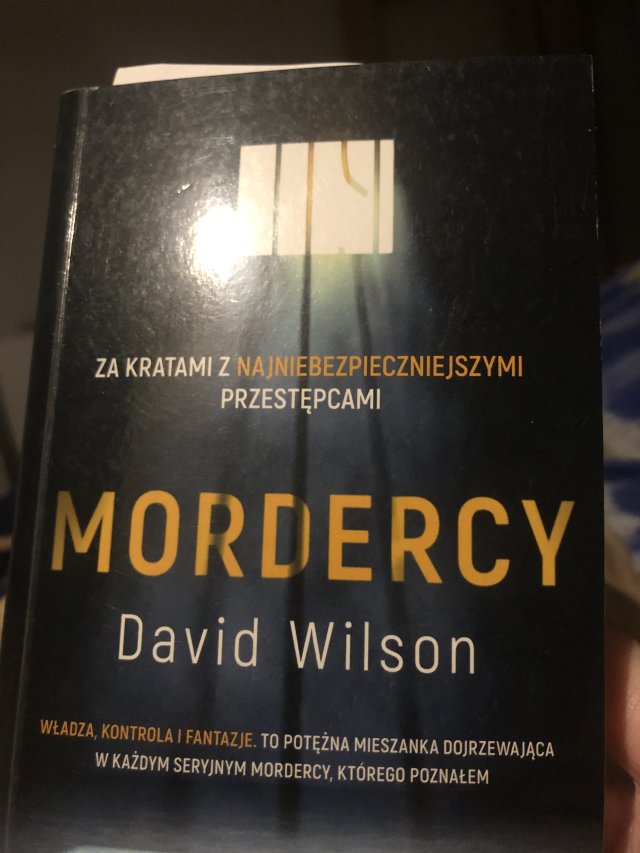 ZA KRATAMI Z NAJNIEBEZPIECZNIEJSZYMI
PRZESTĘPCAMI
MORDERCY
David Wilson
WŁADZA, KONTROLA I FANTAZJE. TO POTĘŻNA MIESZANKA DOJRZEWAJĄCA
W KAŻDYM SERYJNYM MORDERCY, KTÓREGO POZNAŁEM